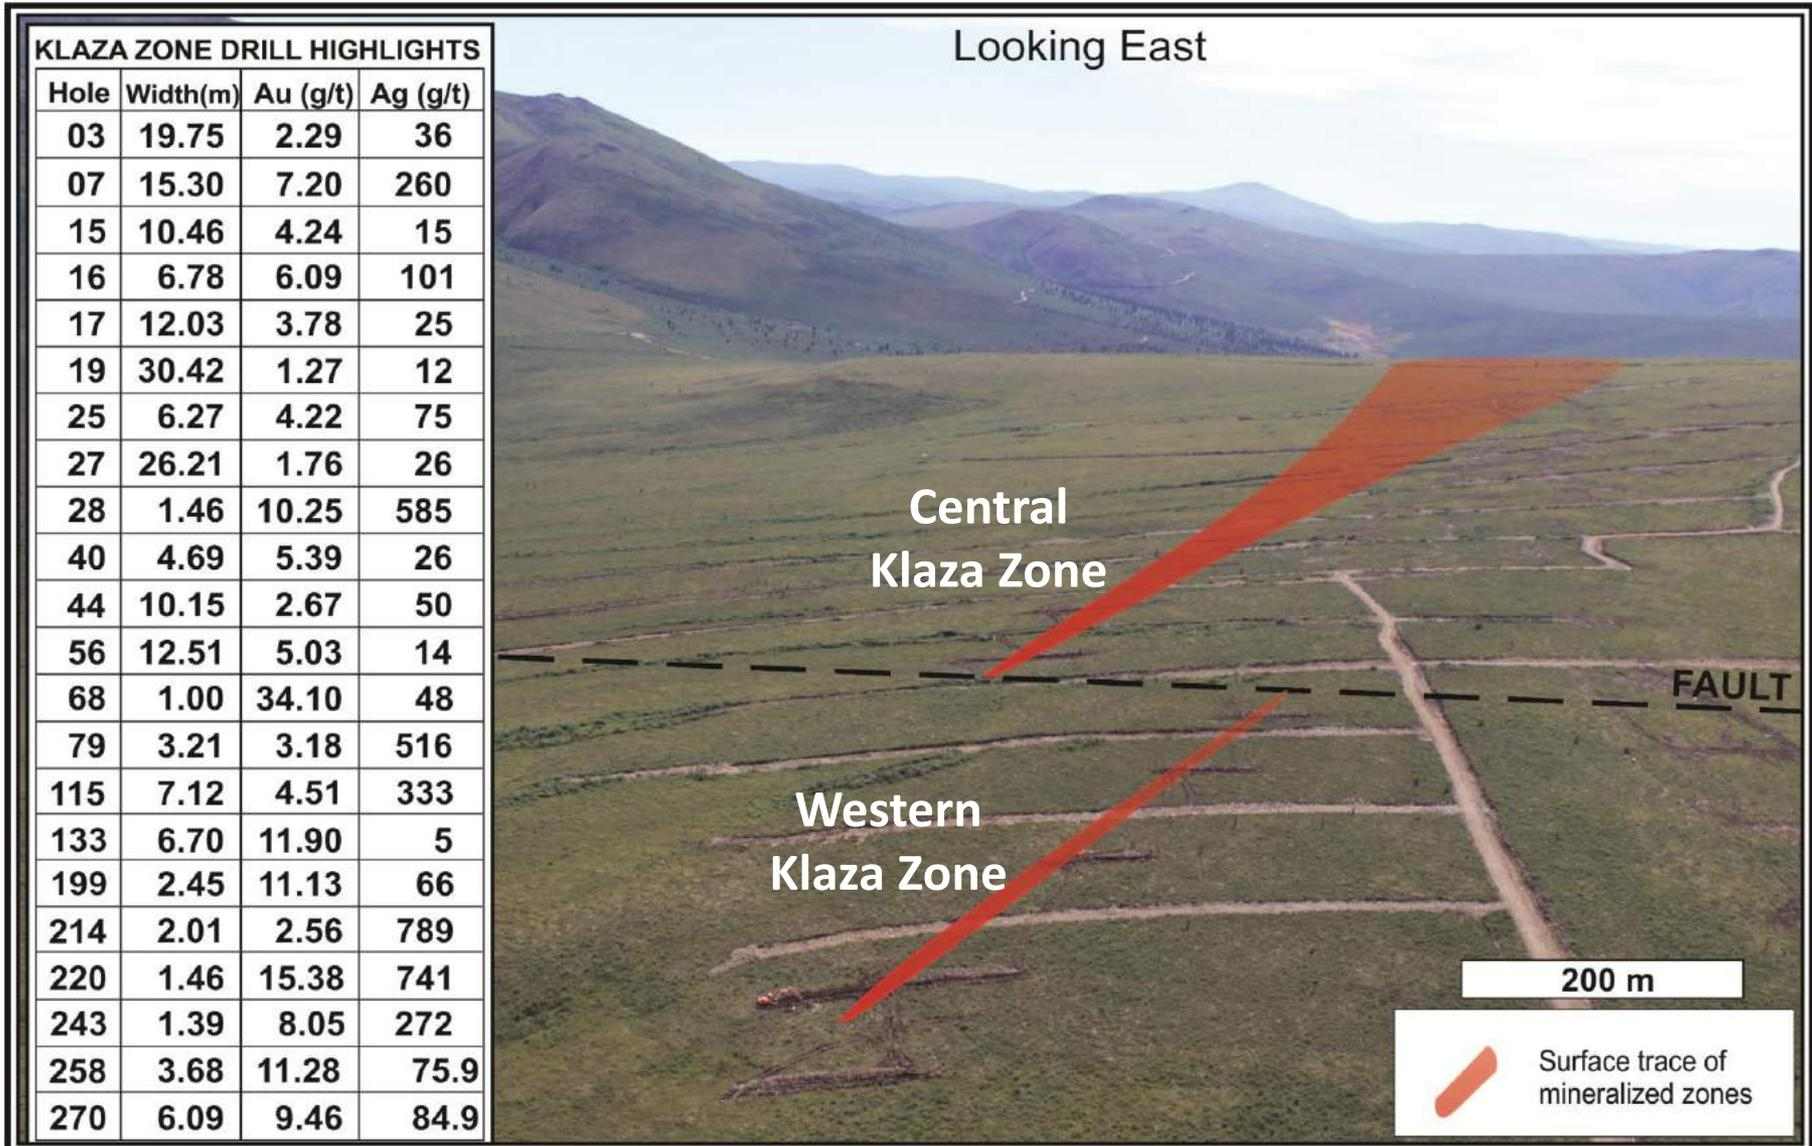 KLAZA ZONE DRILL HIGHLIGHTS
Hole Width(m) Au (g/t) Ag (g/t)
03 19.75 2.29 36
07 15.30 7.20 260
15 10.46 4.24 15
16 6.78 6.09 101
17 12.03 3.78 25
19 30.42 1.27 12
25 6.27 4.22 75
27 26.21 1.76 26
28 1.46 10.25 585
40 4.69 5.39 26
44 10.15 2.67 50
56 12.51 5.03 14
68 1.00 34.10 48
79 3.21 3.18 516
115 7.12 4.51 333
133 6.70 11.90 5
199 2.45 11.13 66
214 2.01 2.56 789
220 1.46 15.38 741
243 1.39 8.05 272
258 3.68 11.28 75.9
270 6.09 9.46 84.9
Looking East
Central
Klaza Zone
FAULT
Western
Klaza Zone
200 m
Surface trace of
mineralized zones